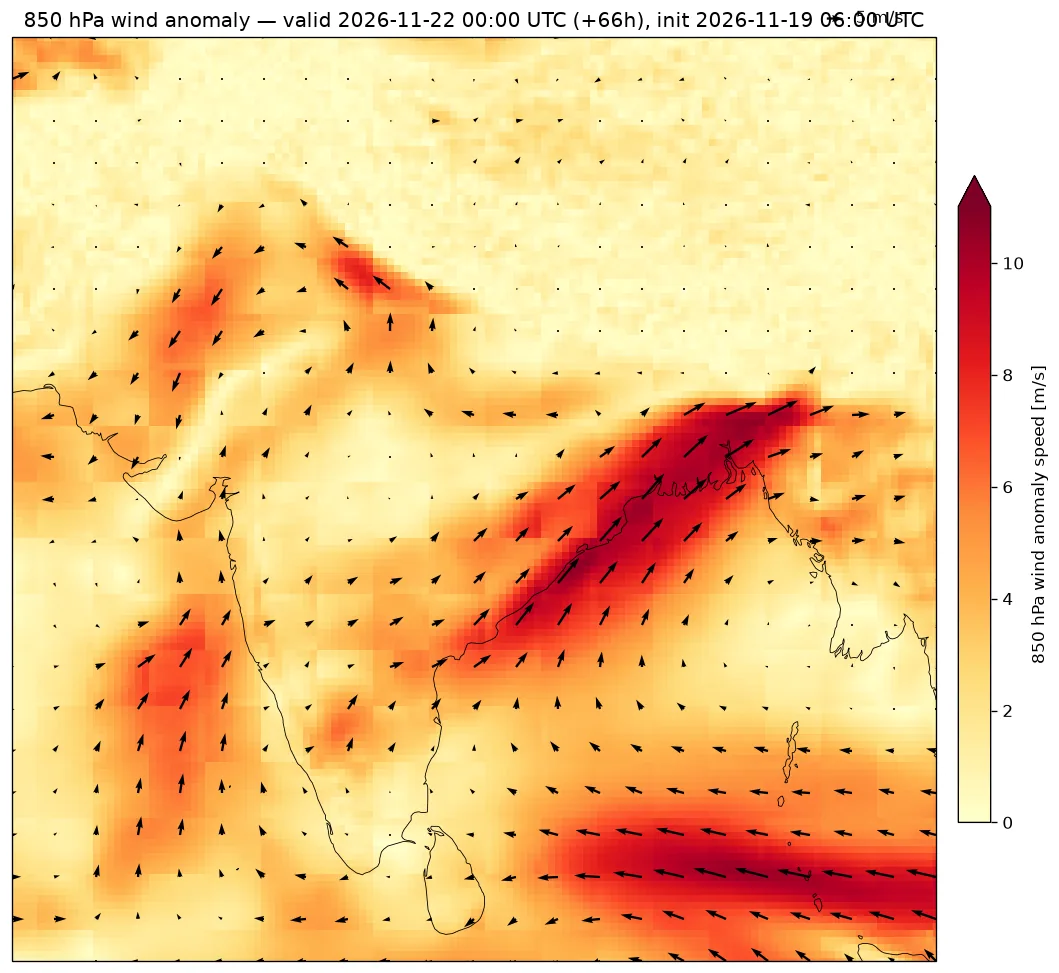 850 hPa wind anomaly — valid 2026-11-22 00:00 UTC (+66h), init 2026-11-19 06:00 UTC
5 m/s
10
8
6
4
2
0
850 hPa wind anomaly speed [m/s]